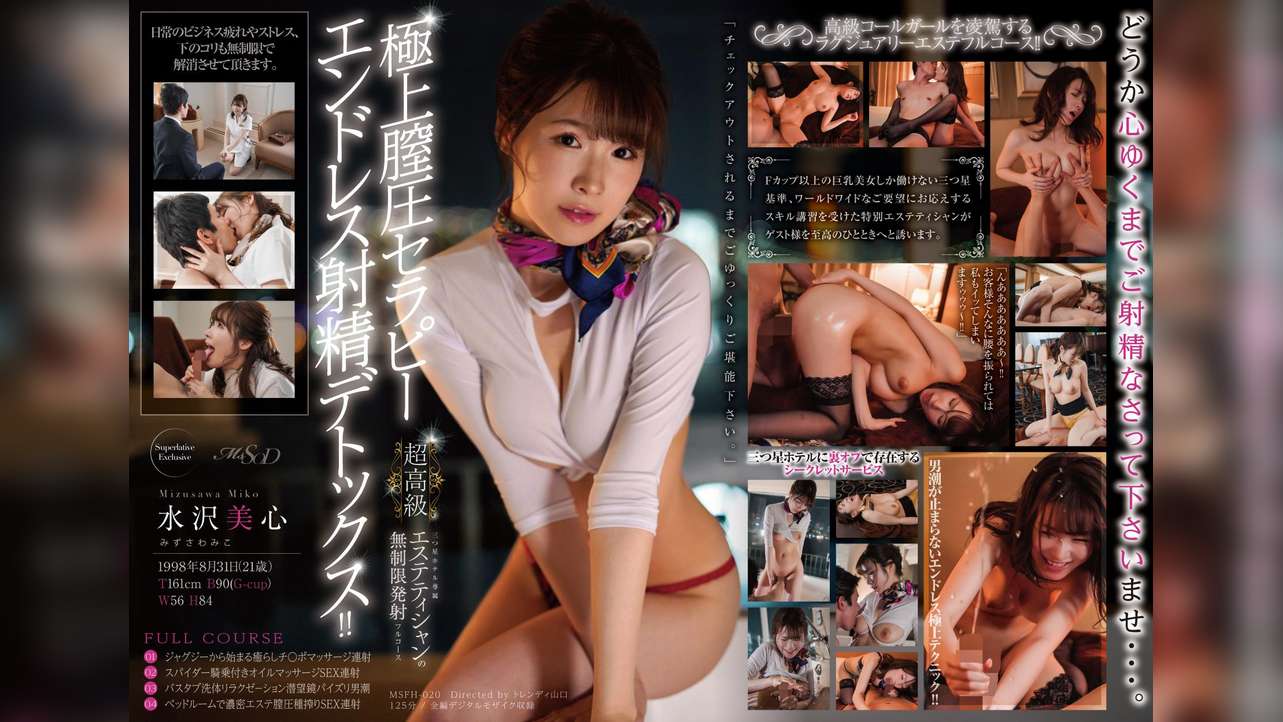 日常のビジネス疲れやストレス、
下のコリも無制限で
解消させて頂きます。
極上膣圧セラピー
エンドレス射精デトックス!!
超高級
三つ星ホテル専属
エステティシャンの
無制限発射
フルコース
Superlative
Exclusive
Mizusawa Miko
水沢美心
みずさわみこ
1998年8月31日(21歳)
T161cm B90(G-cup)
W56 H84
FULL COURSE
01 ジャグジーから始まる癒らしチ〇ポマッサージ連射
02 スパイダー騎乗付きオイルマッサージSEX連射
03 バスタブ洗体リラクゼーション潜望鏡パイズリ男潮
04 ベッドルームで濃密エステ膣圧種搾りSEX連射
MSFH-020 Directed by トレンディ山口
125分 / 全編デジタルモザイク収録
「チェックアウトされるまでごゆっくりご堪能下さい。」
高級コールガールを凌駕する
ラグジュアリーエステフルコース!!
Fカップ以上の巨乳美女しか働けない三つ星
基準、ワールドワイドなご要望にお応えする
スキル講習を受けた特別エステティシャンが
ゲスト様を至高のひとときへと誘います。
「んああああああ〜!!
お客様そんなに腰を振られては
私もイッてしまい
ますゥゥゥ〜!!」
三つ星ホテルに裏オプで存在する
シークレットサービス
男潮が止まらないエンドレス極上テクニック!!
どうか心ゆくまでご射精なさって下さいませ・・・・。